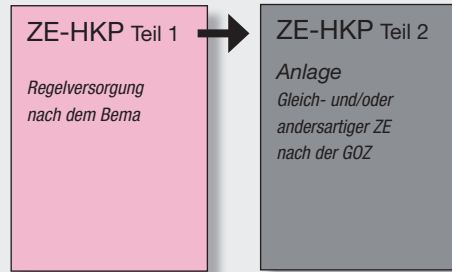 ZE-HKP Teil 1
Regelversorgung
nach dem Bema
ZE-HKP Teil 2
Anlage
Gleich- und/oder
andersartiger ZE
nach der GOZ